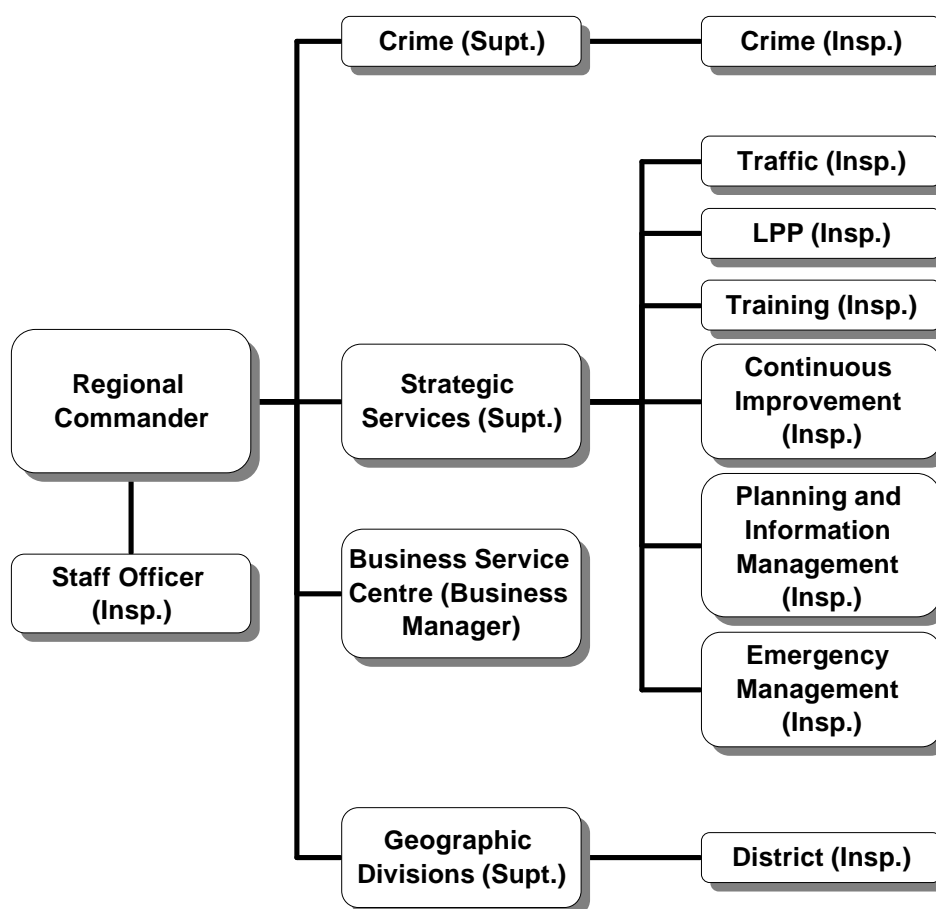 Regional
Commander
Staff Officer
(Insp.)
Crime (Supt.)
Strategic
Services (Supt.)
Business Service
Centre (Business
Manager)
Geographic
Divisions (Supt.)
Crime (Insp.)
Traffic (Insp.)
LPP (Insp.)
Training (Insp.)
Continuous
Improvement
(Insp.)
Planning and
Information
Management
(Insp.)
Emergency
Management
(Insp.)
District (Insp.)